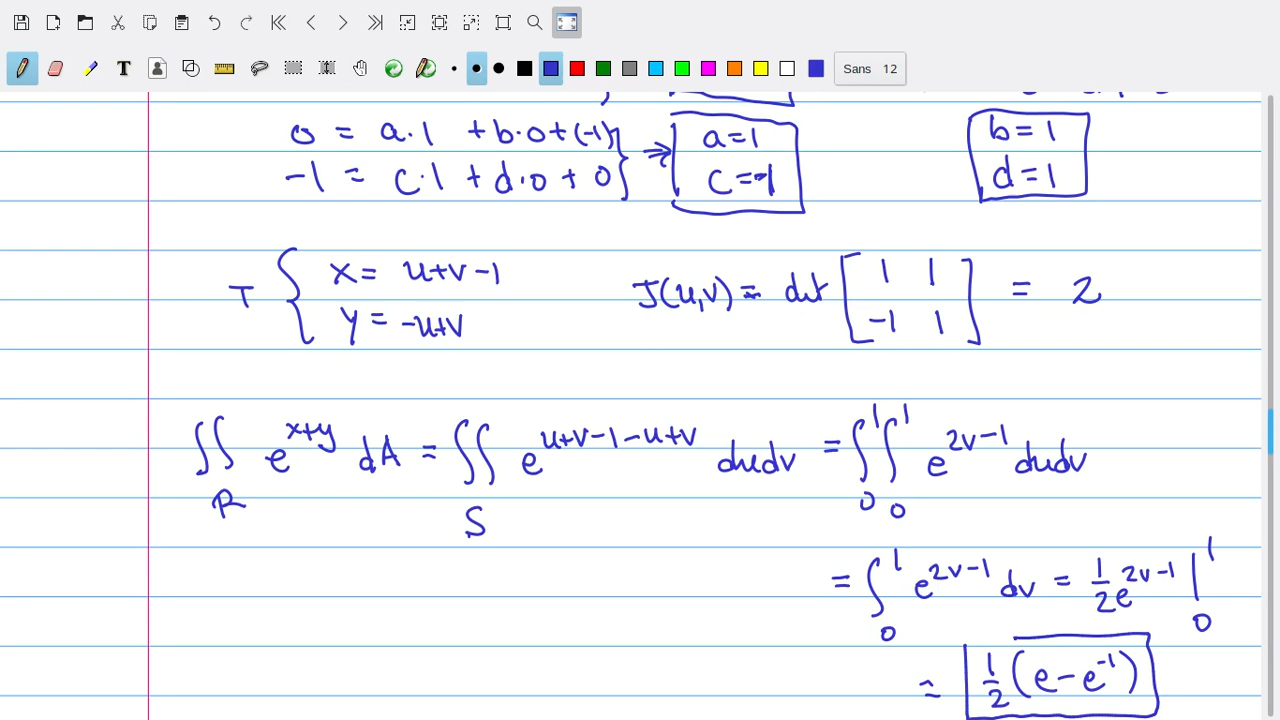 Sans 12
0 = a·1 + b·0 + (-1)
-1 = c·1 + d·0 + 0
⇒
a=1
c=-1
b=1
d=1
T { x = u+v-1
y = -u+v
J(u,v) = det [ 1 1
-1 1 ] = 2
∬_R e^{x+y} dA = ∬_S e^{u+v-1-u+v} dudv = ∫_0^1 ∫_0^1 e^{2v-1} dudv
= ∫_0^1 e^{2v-1} dv = 1/2 e^{2v-1} |_0^1
= 1/2 (e - e^{-1})